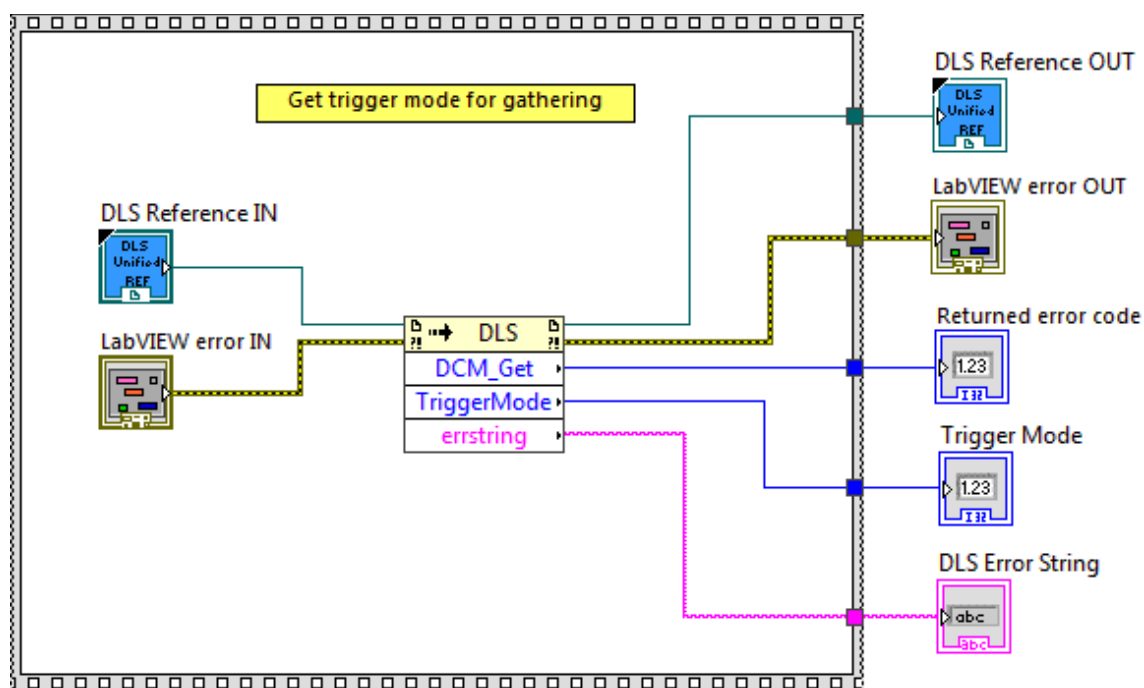 DLS Reference OUT
DLS
Unified
REF
Get trigger mode for gathering
LabVIEW error OUT
DLS Reference IN
DLS
Unified
REF
LabVIEW error IN
?!
DLS
?!
DCM_Get
TriggerMode
errstring
Returned error code
1.23
I32
Trigger Mode
1.23
I32
DLS Error String
abc
abc